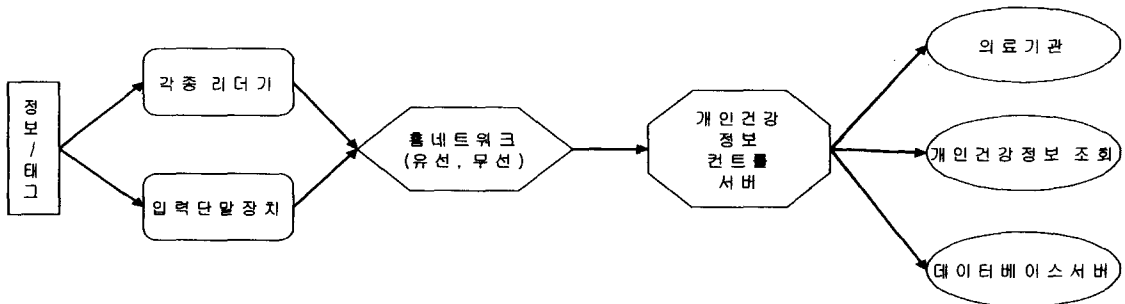 정보/태그
각종 리더기
입력단말장치
홈네트워크
(유선, 무선)
개인건강
정보
컨트롤
서버
의료기관
개인건강정보 조회
데이터베이스서버